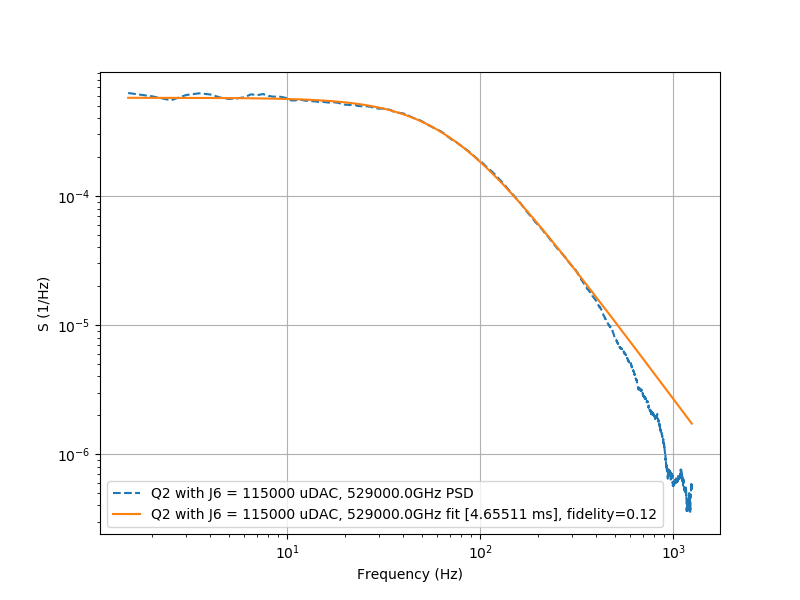 10⁻⁴
10⁻⁵
10⁻⁶
S (1/Hz)
Q2 with J6 = 115000 uDAC, 529000.0GHz PSD
Q2 with J6 = 115000 uDAC, 529000.0GHz fit [4.65511 ms], fidelity=0.12
10¹ 10² 10³
Frequency (Hz)